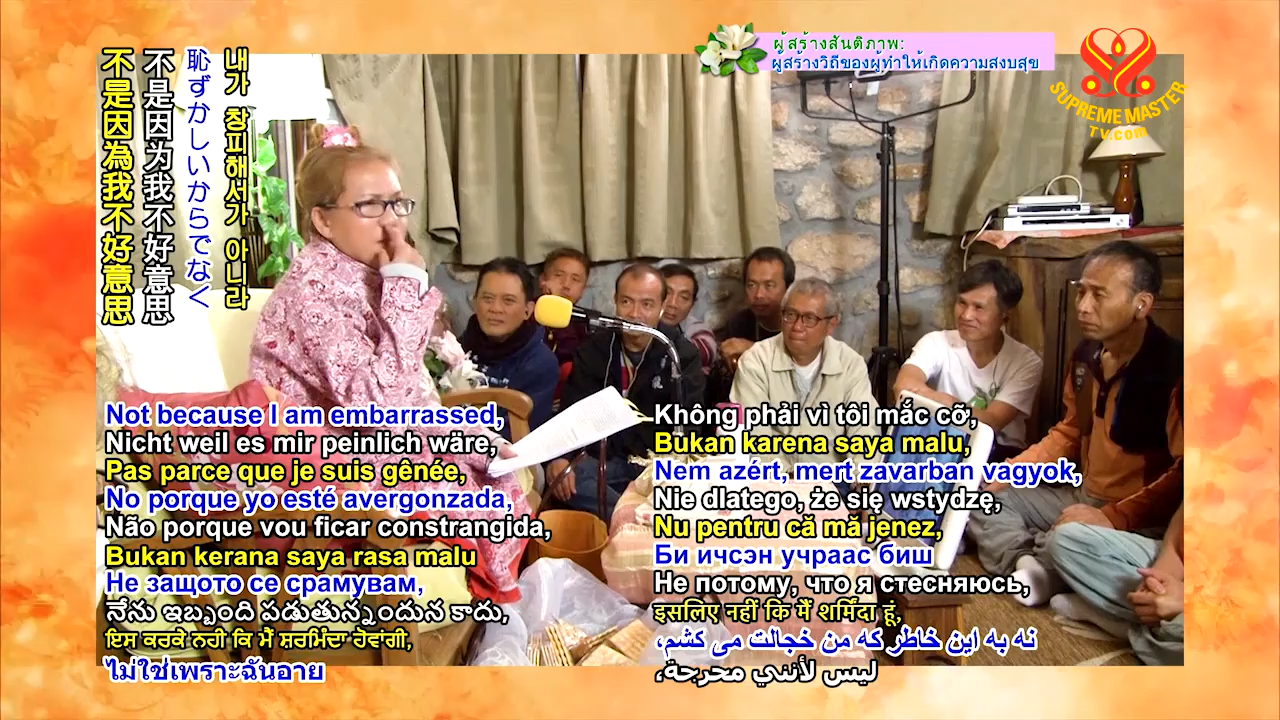 ผู้สร้างสันติภาพ:
ผู้สร้างวิถีของผู้ทำให้เกิดความสงบสุข
SUPREME MASTER
TV.com
내가 창피해서가 아니라
恥ずかしいからでなく
不是因为我不好意思
不是因為我不好意思
Not because I am embarrassed,
Nicht weil es mir peinlich wäre,
Pas parce que je suis gênée,
No porque yo esté avergonzada,
Não porque vou ficar constrangida,
Bukan kerana saya rasa malu
Не защото се срамувам,
నేను ఇబ్బంది పడుతున్నందున కాదు,
ਇਸ ਕਰਕੇ ਨਹੀ ਕਿ ਮੈਂ ਸ਼ਰਮਿੰਦਾ ਹੋਵਾਂਗੀ,
ไม่ใช่เพราะฉันอาย
Không phải vì tôi mắc cỡ,
Bukan karena saya malu,
Nem azért, mert zavarban vagyok,
Nie dlatego, że się wstydzę,
Nu pentru că mă jenez,
Би ичсэн учраас биш
Не потому, что я стесняюсь,
इसलिए नहीं कि मैं शर्मिंदा हूं,
نه به این خاطر که من خجالت می کشم،
ليس لأنني محرجة،